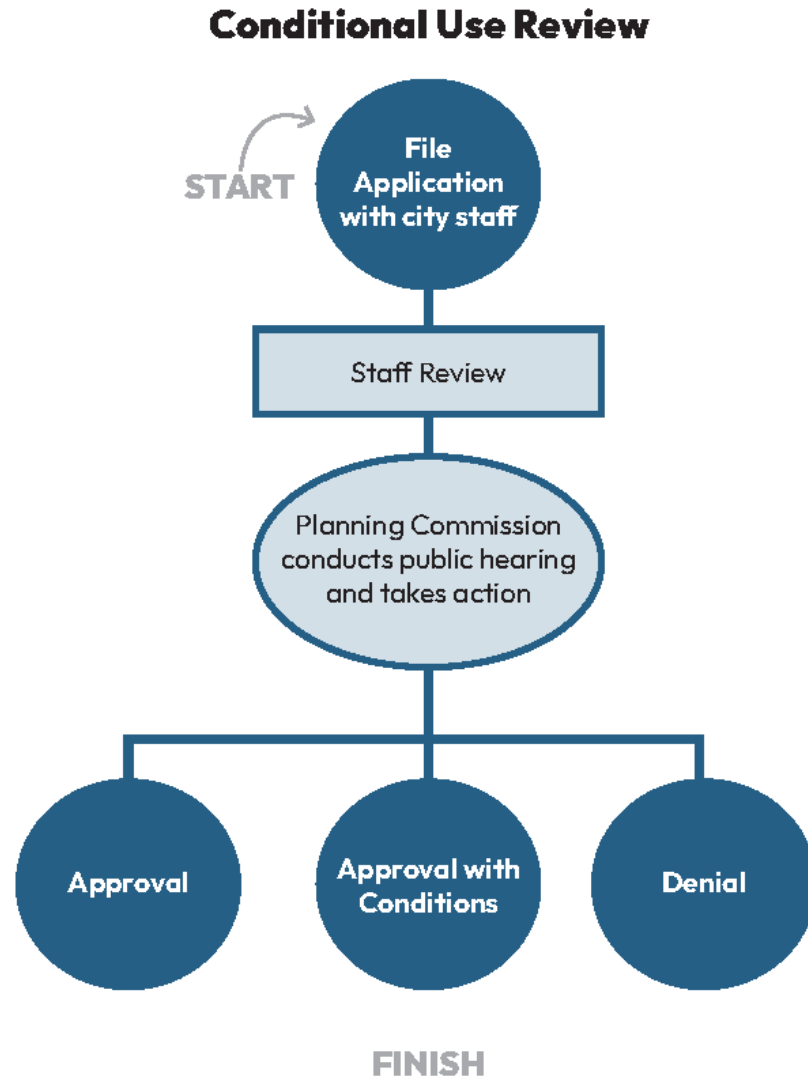 Conditional Use Review
START
File
Application
with city staff
Staff Review
Planning Commission
conducts public hearing
and takes action
Approval
Approval with
Conditions
Denial
FINISH